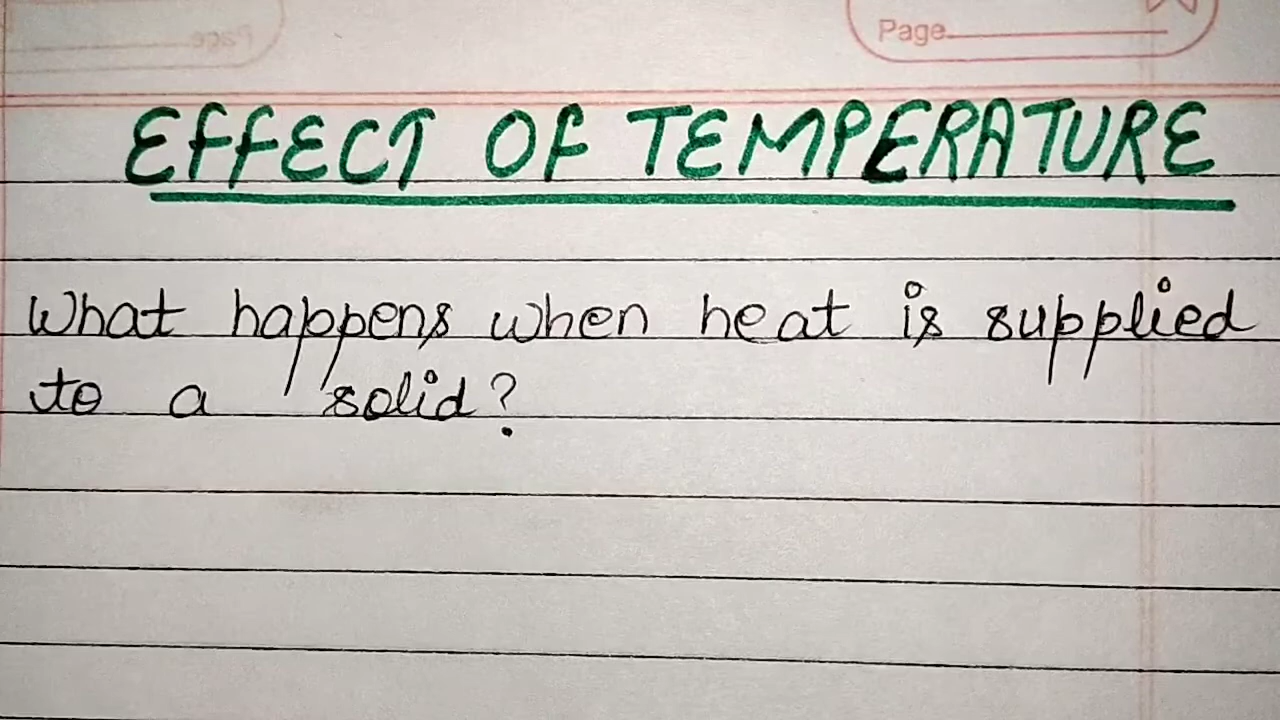 Page
EFFECT OF TEMPERATURE
What happens when heat is supplied
to a solid?